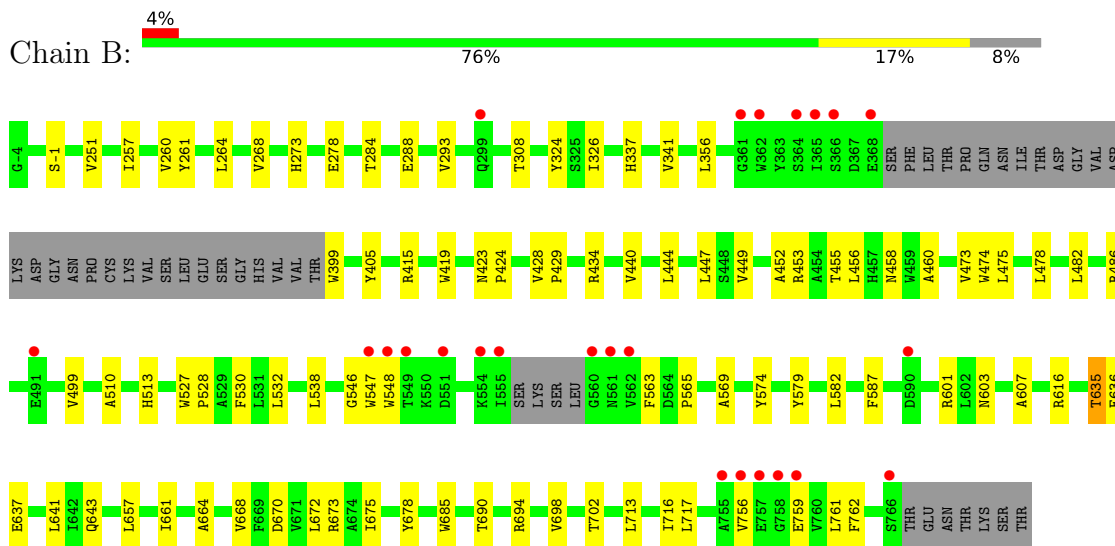 4%
Chain B:
76% 17% 8%
G-4 S-1 V251 I257 V260 Y261 L264 V268 H273 E278 T284 E288 V293 Q299 T308 Y324 S325 I326 H337 V341 L356 G361 W362 Y363 S364 I365 S366 D367 E368 SER PHE LEU THR PRO GLN ASN ILE THR ASP GLY VAL ASP
LYS ASP GLY ASN PRO CYS LYS VAL SER LEU GLU SER GLY HIS VAL VAL THR W399 Y405 R415 W419 N423 P424 V428 P429 R434 V440 L444 L447 S448 V449 A452 R453 A454 T455 L456 H457 N458 W459 A460 V473 W474 L475 L478 L482 R486
E491 V499 A510 H513 W527 P528 A529 F530 L531 L532 L538 G546 W547 W548 T549 K550 D551 K554 I555 SER LYS SER LEU G560 N561 V562 F563 D564 P565 A569 Y574 Y579 L582 F587 D590 R601 L602 N603 A607 R616 T635 E636
E637 L641 I642 Q643 L657 I661 A664 V668 F669 D670 V671 L672 R673 A674 I675 Y678 W685 T690 R694 V698 T702 L713 I716 L717 A755 V756 E757 G758 E759 V760 L761 F762 S766 THR GLU ASN THR LYS SER THR